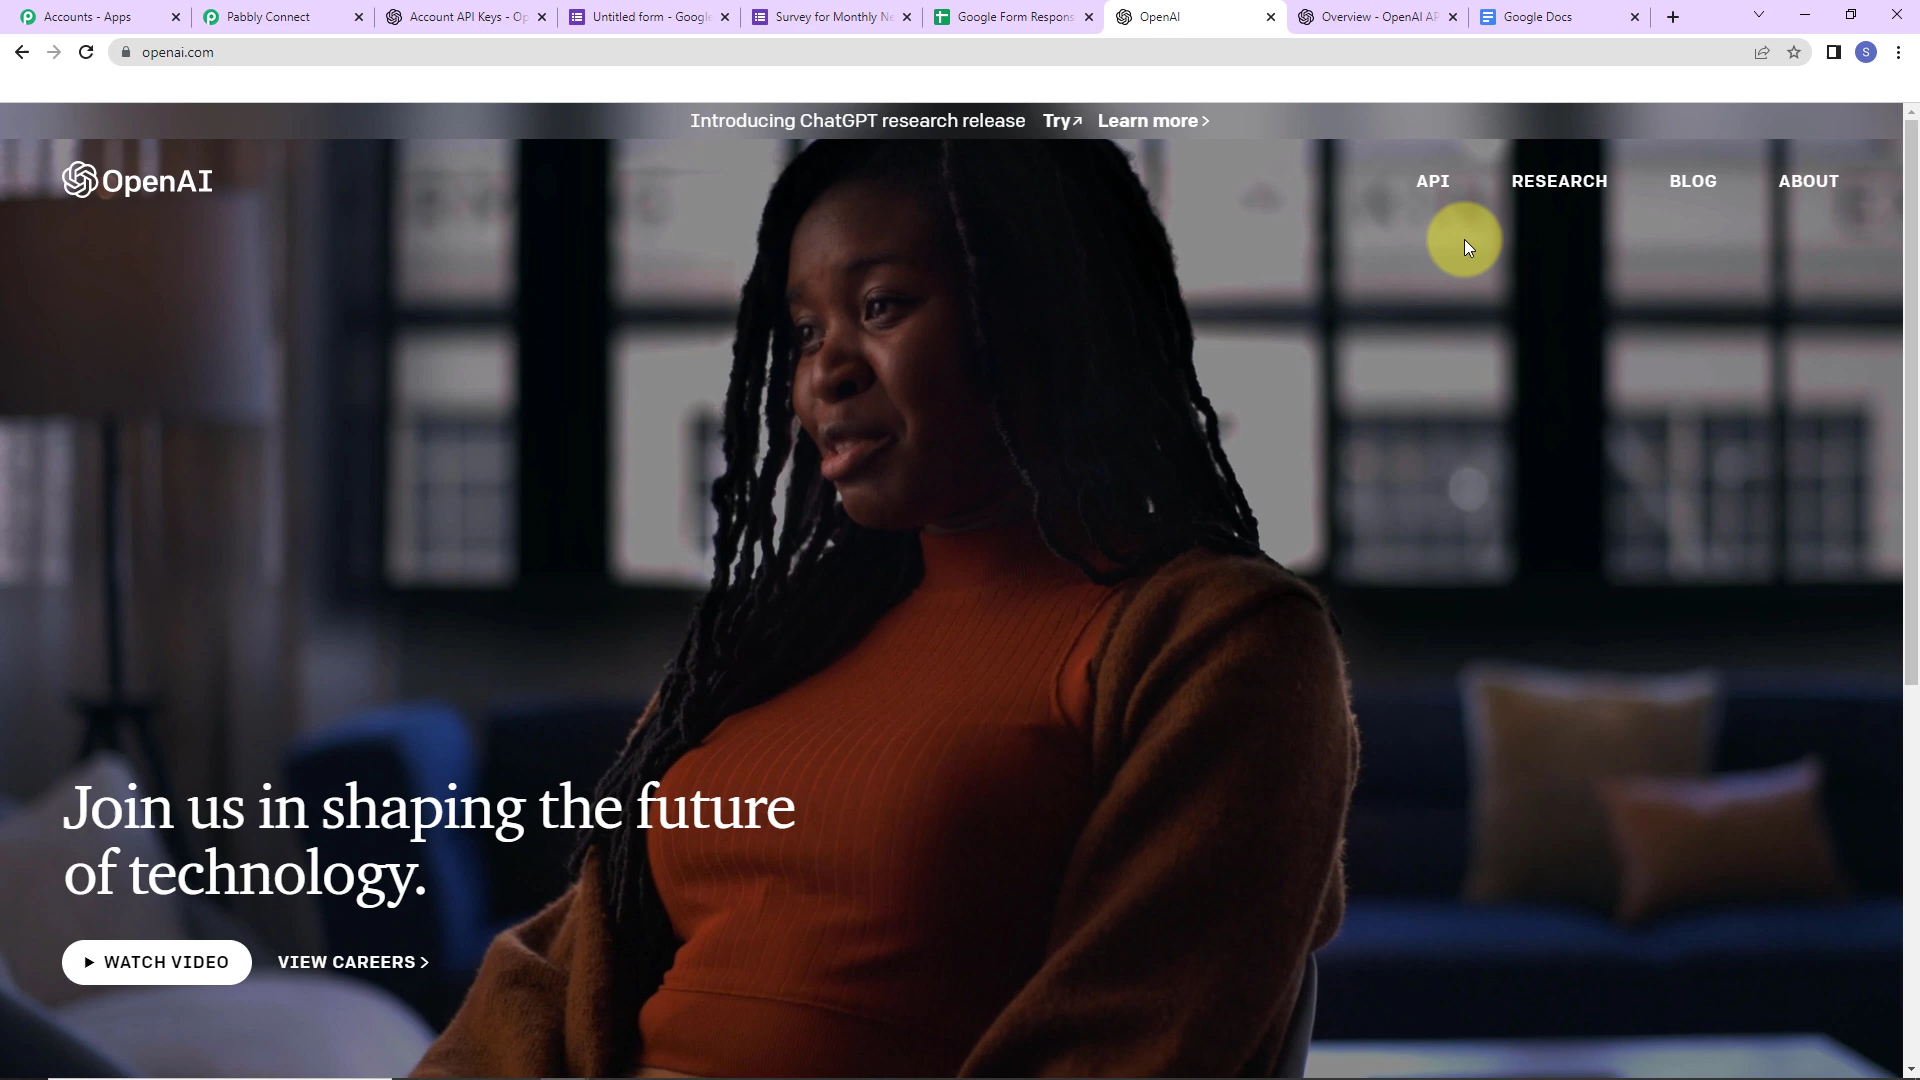 Accounts - Apps
Pabbly Connect
Account API Keys - Op
Untitled form - Google
Survey for Monthly Ne
Google Form Respons
OpenAI
Overview - OpenAI AP
Google Docs
openai.com
S
Introducing ChatGPT research release Try↗ Learn more >
OpenAI
API RESEARCH BLOG ABOUT
Join us in shaping the future
of technology.
WATCH VIDEO
VIEW CAREERS >